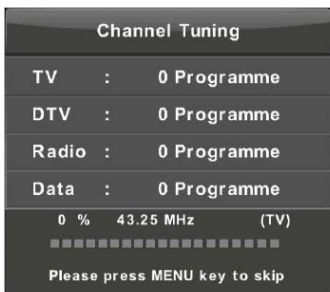 Channel Tuning
TV : 0 Programme
DTV : 0 Programme
Radio : 0 Programme
Data : 0 Programme
0 % 43.25 MHz (TV)
Please press MENU key to skip